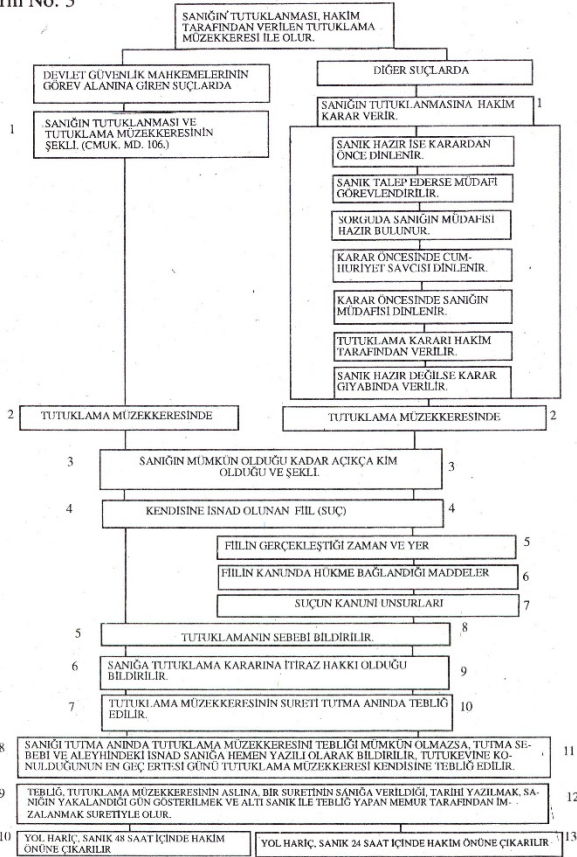 No: 3
SANIĞIN TUTUKLANMASI, HAKİM
TARAFINDAN VERİLEN TUTUKLAMA
MÜZEKKERESİ İLE OLUR.
DEVLET GÜVENLİK MAHKEMELERİNİN
GÖREV ALANINA GİREN SUÇLARDA
DİĞER SUÇLARDA
1
SANIĞIN TUTUKLANMASI VE
TUTUKLAMA MÜZEKKERESİNİN
ŞEKLİ. (CMUK. MD. 106.)
SANIĞIN TUTUKLANMASINA HAKİM
KARAR VERİR.
1
SANIK HAZIR İSE KARARDAN
ÖNCE DİNLENİR.
SANIK TALEP EDERSE MÜDAFİ
GÖREVLENDİRİLİR.
SORGUDA SANIĞIN MÜDAFİSİ
HAZIR BULUNUR.
KARAR ÖNCESİNDE CUM-
HURİYET SAVCISI DİNLENİR.
KARAR ÖNCESİNDE SANIĞIN
MÜDAFİSİ DİNLENİR.
TUTUKLAMA KARARI HAKİM
TARAFINDAN VERİLİR.
SANIK HAZIR DEĞİLSE KARAR
GIYABINDA VERİLİR.
2 TUTUKLAMA MÜZEKKERESİNDE
TUTUKLAMA MÜZEKKERESİNDE 2
3 SANIĞIN MÜMKÜN OLDUĞU KADAR AÇIKÇA KİM 3
OLDUĞU VE ŞEKLİ.
4 KENDİSİNE İSNAD OLUNAN FİİL (SUÇ) 4
FİİLİN GERÇEKLEŞTİĞİ ZAMAN VE YER 5
FİİLİN KANUNDA HÜKME BAĞLANDIĞI MADDELER 6
SUÇUN KANUNİ UNSURLARI 7
5 TUTUKLAMANIN SEBEBİ BİLDİRİLİR. 8
6 SANIĞA TUTUKLAMA KARARINA İTİRAZ HAKKI OLDUĞU 9
BİLDİRİLİR.
7 TUTUKLAMA MÜZEKKERESİNİN SURETİ TUTMA ANINDA TEBLİĞ 10
EDİLİR.
8 SANIĞI TUTMA ANINDA TUTUKLAMA MÜZEKKERESİNİ TEBLİĞİ MÜMKÜN OLMAZSA, TUTMA SE- 11
BEBİ VE ALEYHİNDEKİ İSNAD SANIĞA HEMEN YAZILI OLARAK BİLDİRİLİR, TUTUKEVİNE KO-
NULDUĞUNUN EN GEÇ ERTESİ GÜNÜ TUTUKLAMA MÜZEKKERESİ KENDİSİNE TEBLİĞ EDİLİR.
9 TEBLİĞ, TUTUKLAMA MÜZEKKERESİNİN ASLINA, BİR SURETİNİN SANIĞA VERİLDİĞİ, TARİHİ YAZILMAK, SA- 12
NIĞIN YAKALANDIĞI GÜN GÖSTERİLMEK VE ALTI SANIK İLE TEBLİĞ YAPAN MEMUR TARAFINDAN İM-
ZALANMAK SURETİYLE OLUR.
10 YOL HARİÇ, SANIK 48 SAAT İÇİNDE HAKİM
ÖNÜNE ÇIKARILIR
YOL HARİÇ, SANIK 24 SAAT İÇİNDE HAKİM ÖNÜNE ÇIKARILIR 13